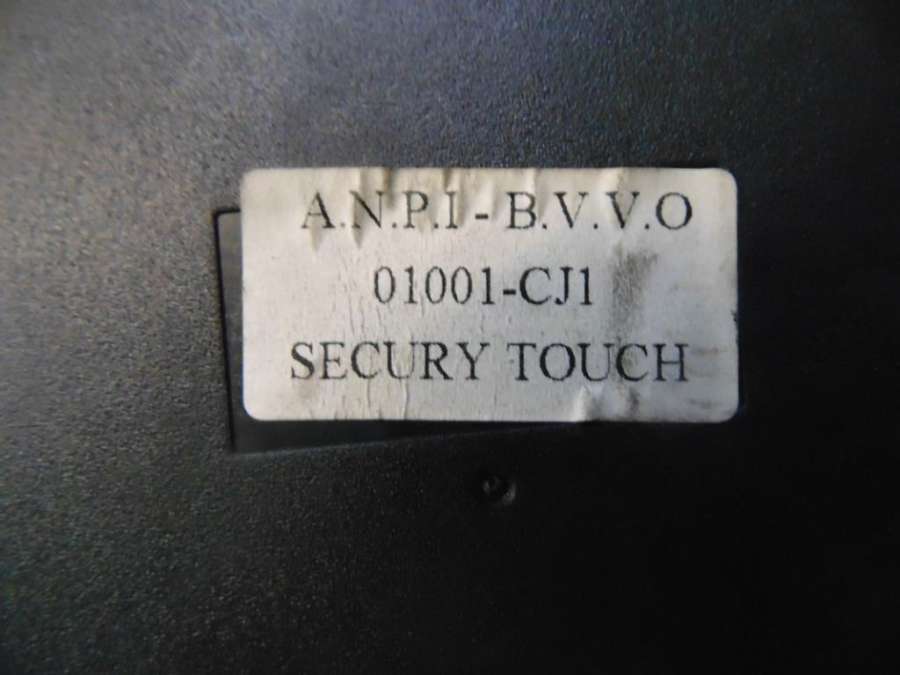 A.N.P.I - B.V.V.O
01001-CJ1
SECURY TOUCH